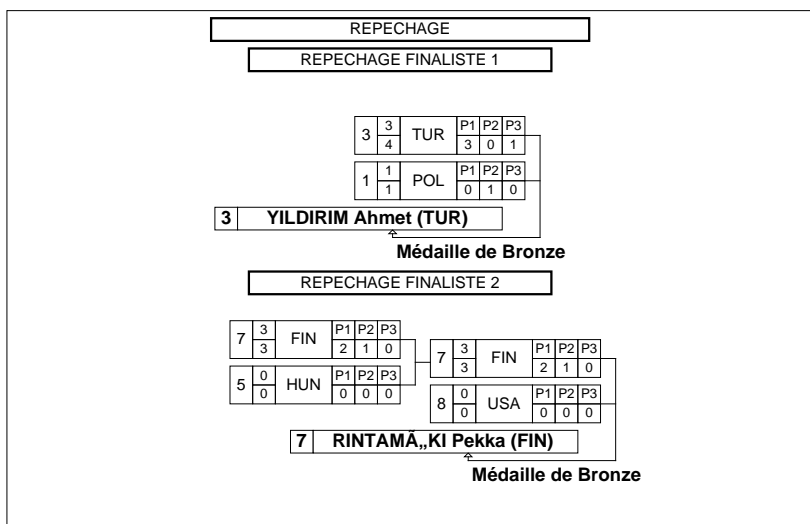 REPECHAGE
REPECHAGE FINALISTE 1
3 3 TUR P1 P2 P3
4 3 0 1
1 1 POL P1 P2 P3
1 0 1 0
3 YILDIRIM Ahmet (TUR)
Médaille de Bronze
REPECHAGE FINALISTE 2
7 3 FIN P1 P2 P3
3 2 1 0
5 0 HUN P1 P2 P3
0 0 0 0
7 3 FIN P1 P2 P3
3 2 1 0
8 0 USA P1 P2 P3
0 0 0 0
7 RINTAMÃ„KI Pekka (FIN)
Médaille de Bronze